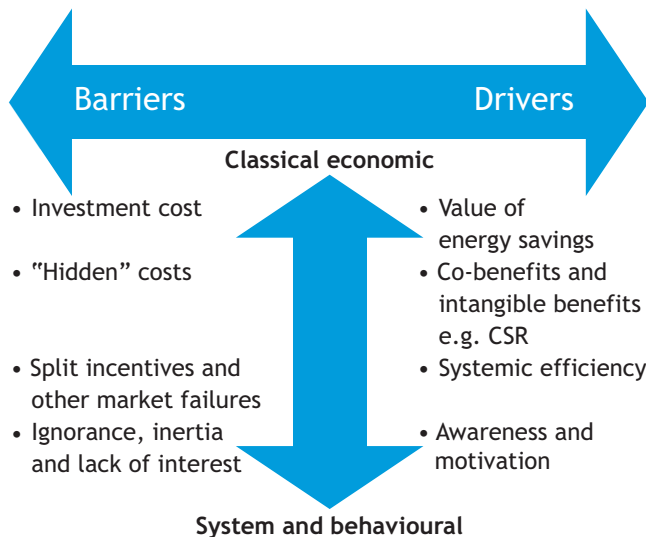 Barriers
Drivers
Classical economic
• Investment cost
• “Hidden” costs
• Split incentives and
other market failures
• Ignorance, inertia
and lack of interest
• Value of
energy savings
• Co-benefits and
intangible benefits
e.g. CSR
• Systemic efficiency
• Awareness and
motivation
System and behavioural